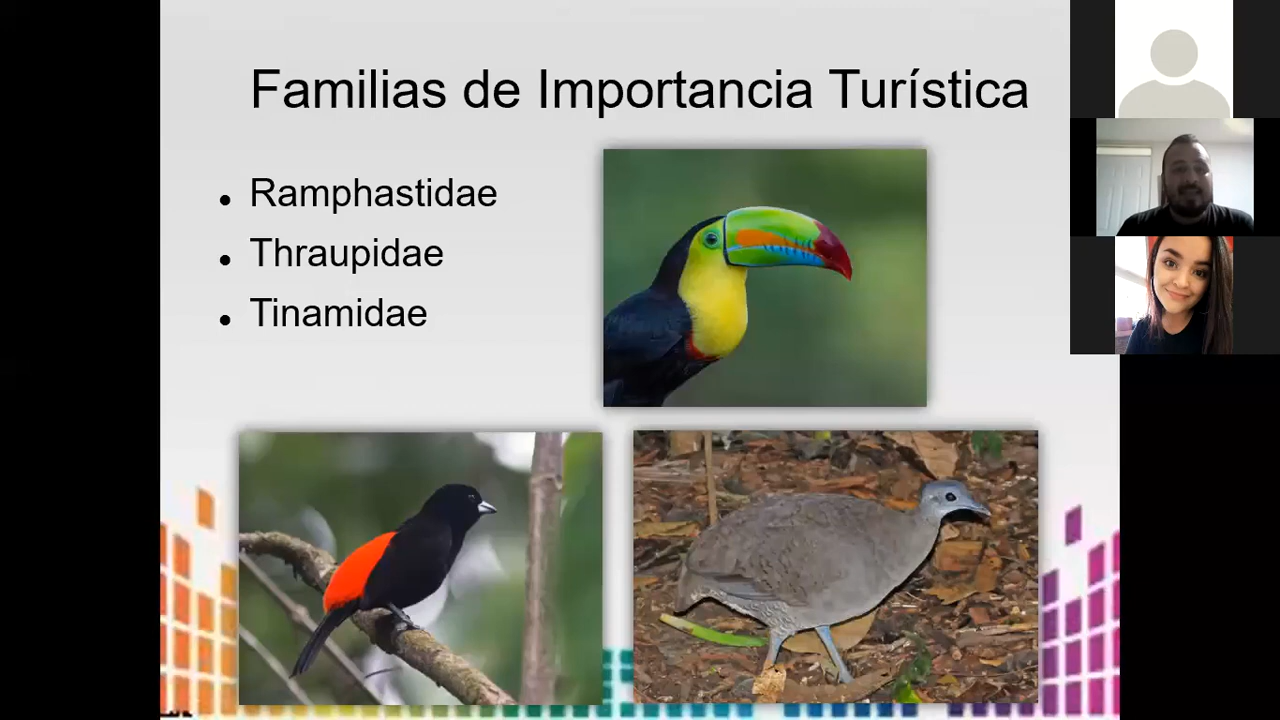 Familias de Importancia Turística
Ramphastidae
Thraupidae
Tinamidae